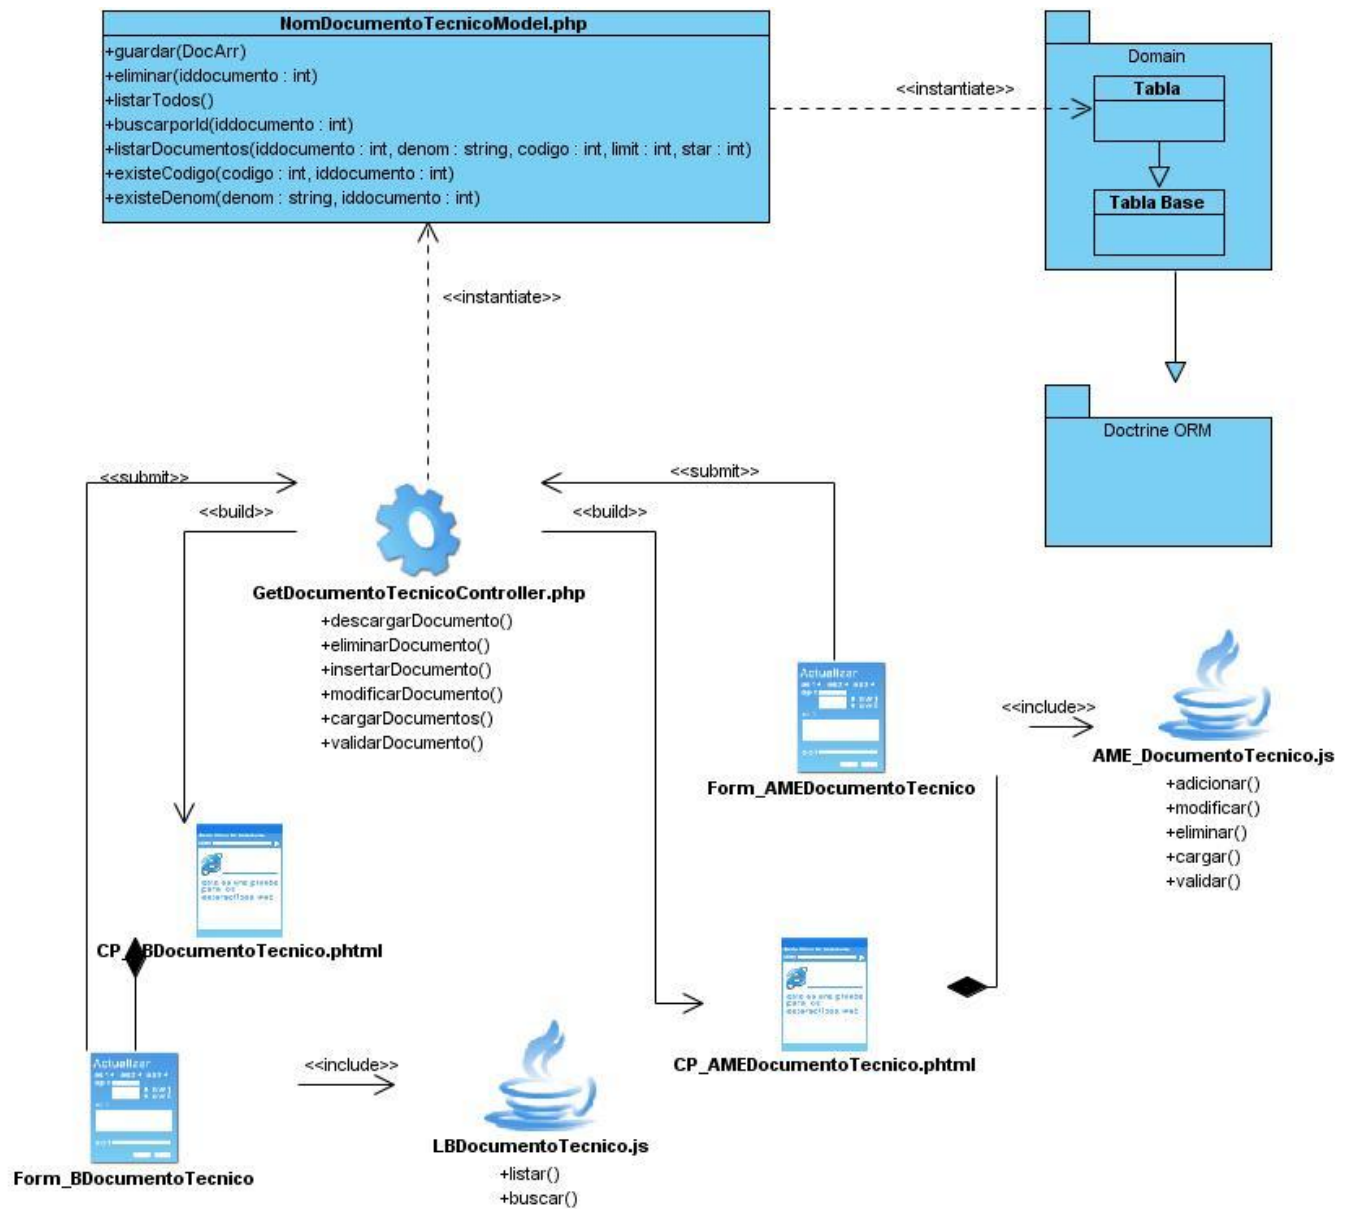 NomDocumentoTecnicoModel.php
+guardar(DocArr)
+eliminar(iddocumento : int)
+listarTodos()
+buscarporId(iddocumento : int)
+listarDocumentos(iddocumento : int, denom : string, codigo : int, limit : int, star : int)
+existeCodigo(codigo : int, iddocumento : int)
+existeDenom(denom : string, iddocumento : int)
<<instantiate>>
Domain
Tabla
Tabla Base
<<instantiate>>
Doctrine ORM
<<submit>>
<<submit>>
<<build>>
<<build>>
GetDocumentoTecnicoController.php
+descargarDocumento()
+eliminarDocumento()
+insertarDocumento()
+modificarDocumento()
+cargarDocumentos()
+validarDocumento()
Actualizar
Form_AMEDocumentoTecnico
<<include>>
AME_DocumentoTecnico.js
+adicionar()
+modificar()
+eliminar()
+cargar()
+validar()
BDocumentoTecnico.phtml
CP_AMEDocumentoTecnico.phtml
Actualizar
Form_BDocumentoTecnico
<<include>>
LBDocumentoTecnico.js
+listar()
+buscar()